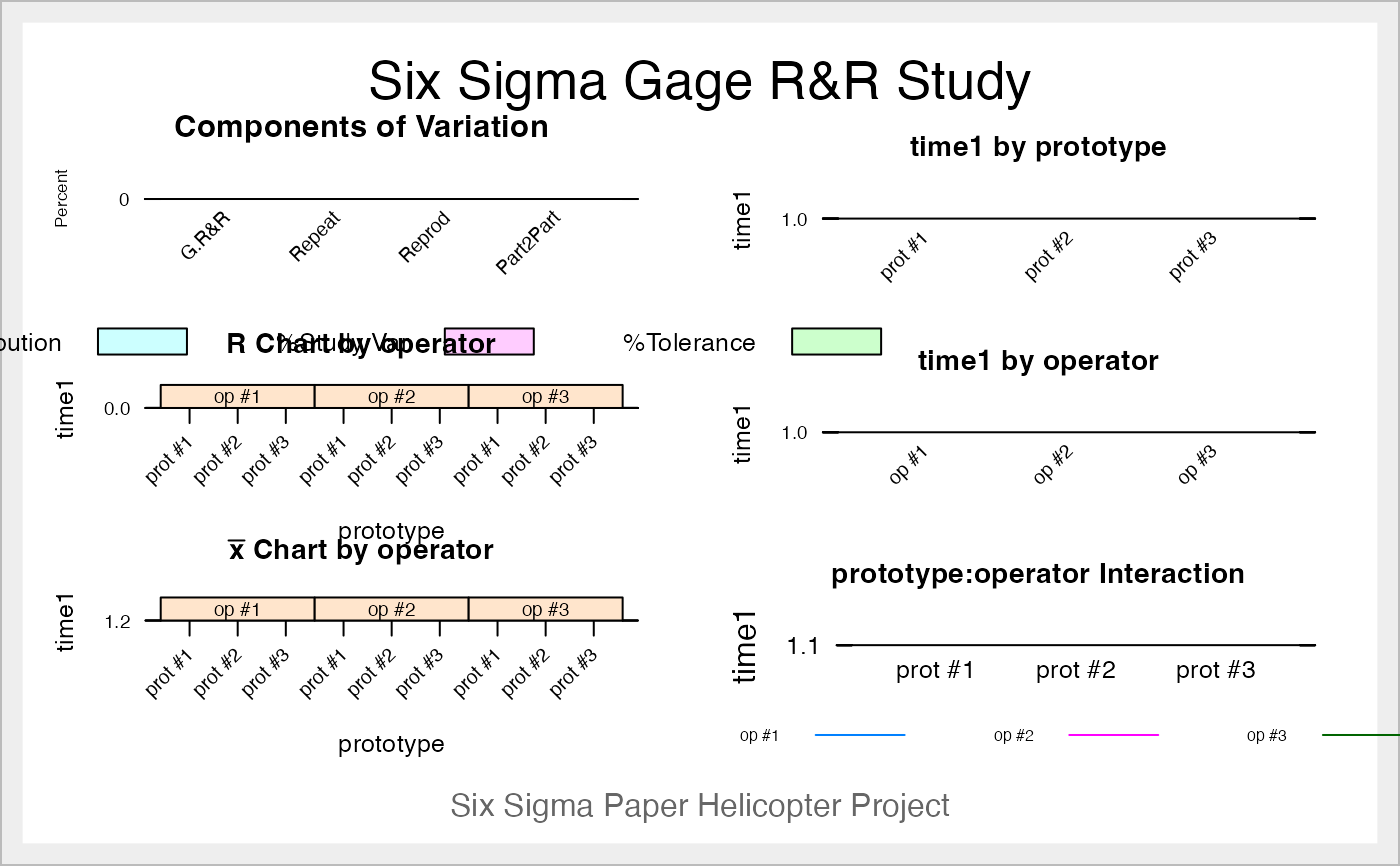 Six Sigma Gage R&R Study
Components of Variation
Percent
0
G.R&R
Repeat
Reprod
Part2Part
%Study Var
%Tolerance
R Chart by operator
time1
0.0
op #1
op #2
op #3
prot #1
prot #2
prot #3
prot #1
prot #2
prot #3
prot #1
prot #2
prot #3
prototype
x̅ Chart by operator
time1
1.2
op #1
op #2
op #3
prot #1
prot #2
prot #3
prot #1
prot #2
prot #3
prot #1
prot #2
prot #3
prototype
time1 by prototype
time1
1.0
prot #1
prot #2
prot #3
time1 by operator
time1
1.0
op #1
op #2
op #3
prototype:operator Interaction
time1
1.1
prot #1
prot #2
prot #3
op #1
op #2
op #3
Six Sigma Paper Helicopter Project